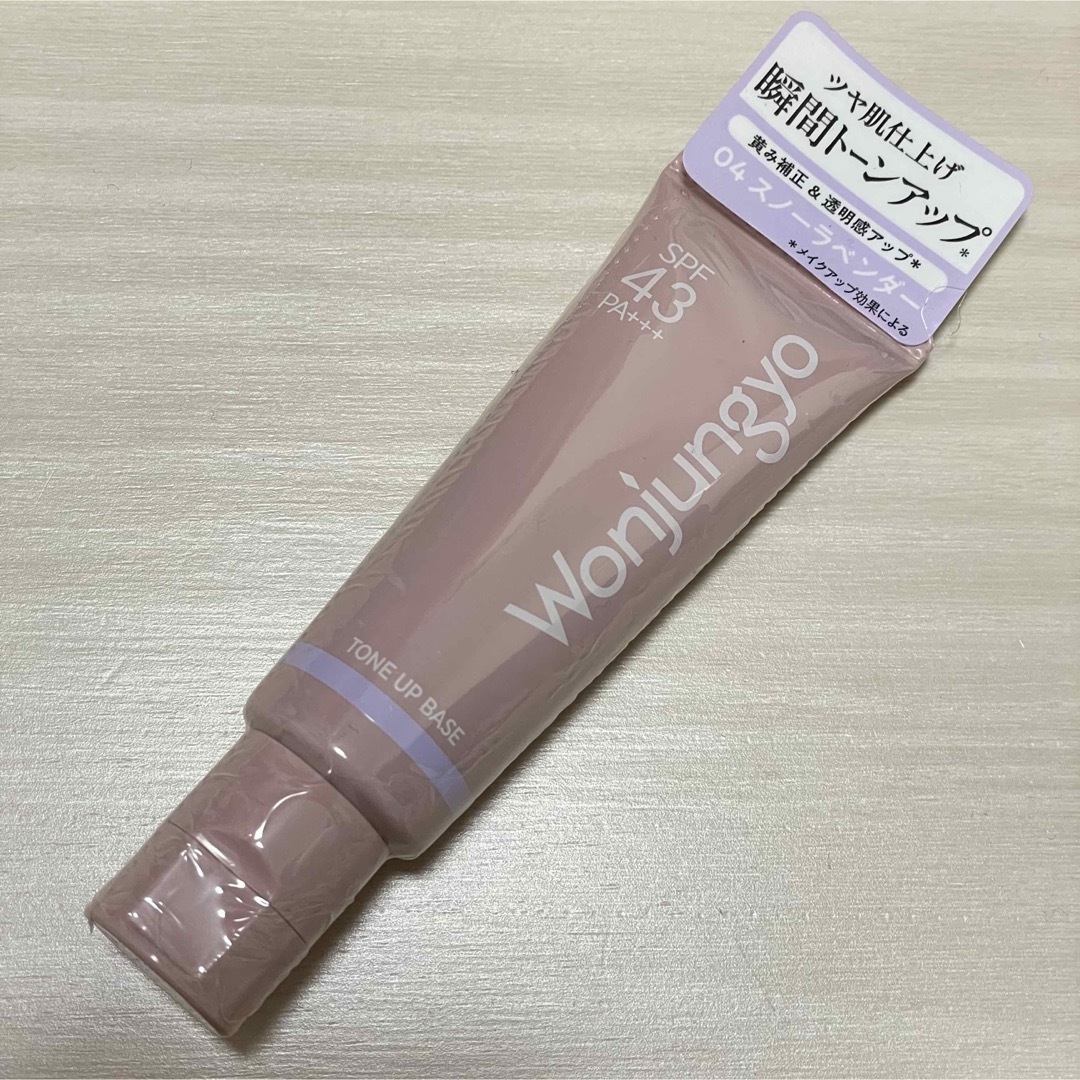 ツヤ肌仕上げ
瞬間トーンアップ*
黄み補正 & 透明感アップ*
04 スノーラベンダー
*メイクアップ効果による
SPF
43
PA+++
Wonjungyo
TONE UP BASE